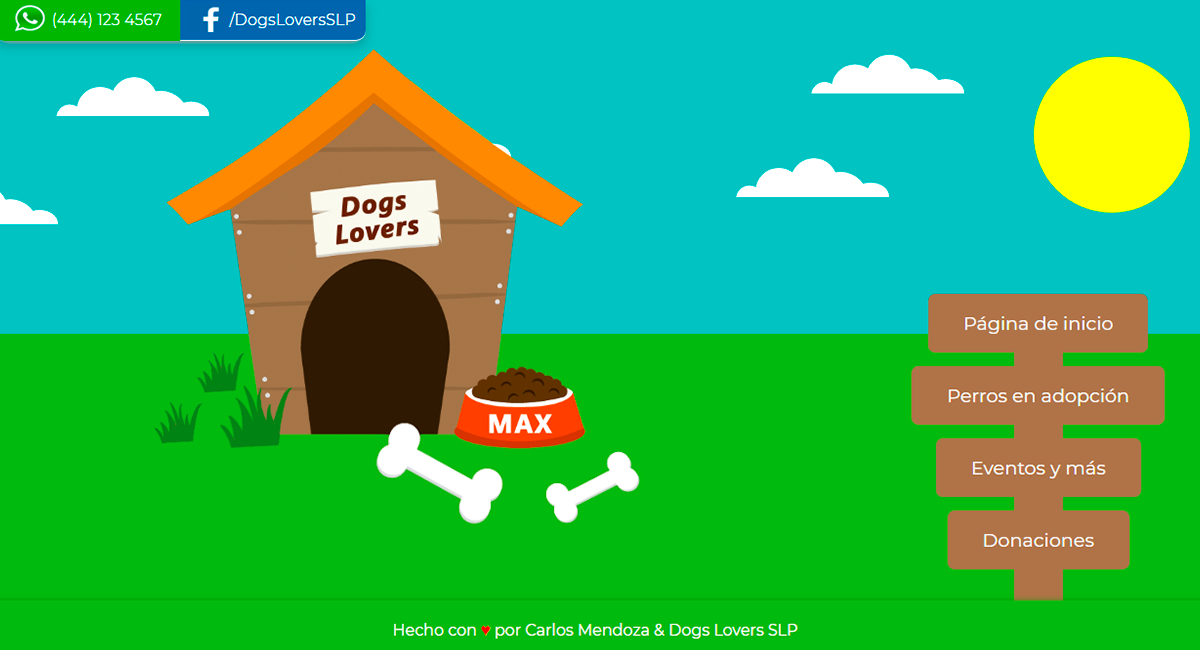 (444) 123 4567
/DogsLoversSLP
Dogs
Lovers
MAX
Página de inicio
Perros en adopción
Eventos y más
Donaciones
Hecho con ♥ por Carlos Mendoza & Dogs Lovers SLP